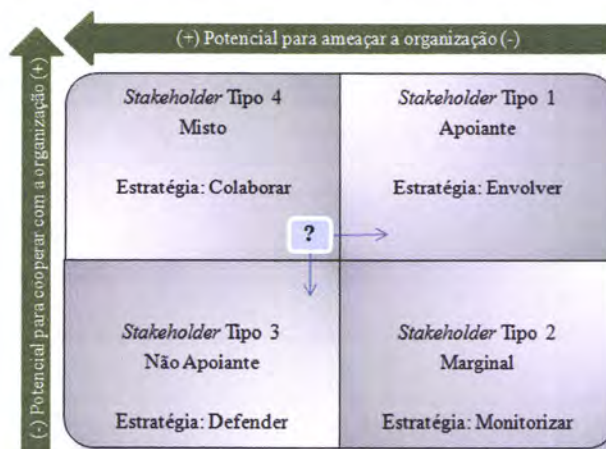 (+) Potencial para ameaçar a organização (-)
(-) Potencial para cooperar com a organização (+)
Stakeholder Tipo 4
Misto
Estratégia: Colaborar
Stakeholder Tipo 1
Apoiante
Estratégia: Envolver
?
Stakeholder Tipo 3
Não Apoiante
Estratégia: Defender
Stakeholder Tipo 2
Marginal
Estratégia: Monitorizar